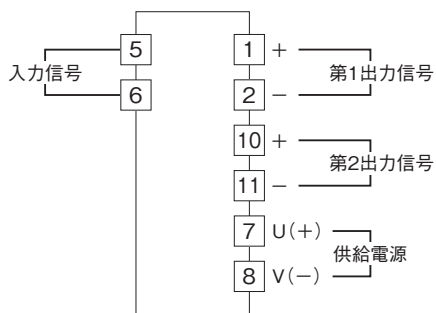 5
6
入力信号
1 +
2 −
第1出力信号
10 +
11 −
第2出力信号
7 U(+)
8 V(−)
供給電源